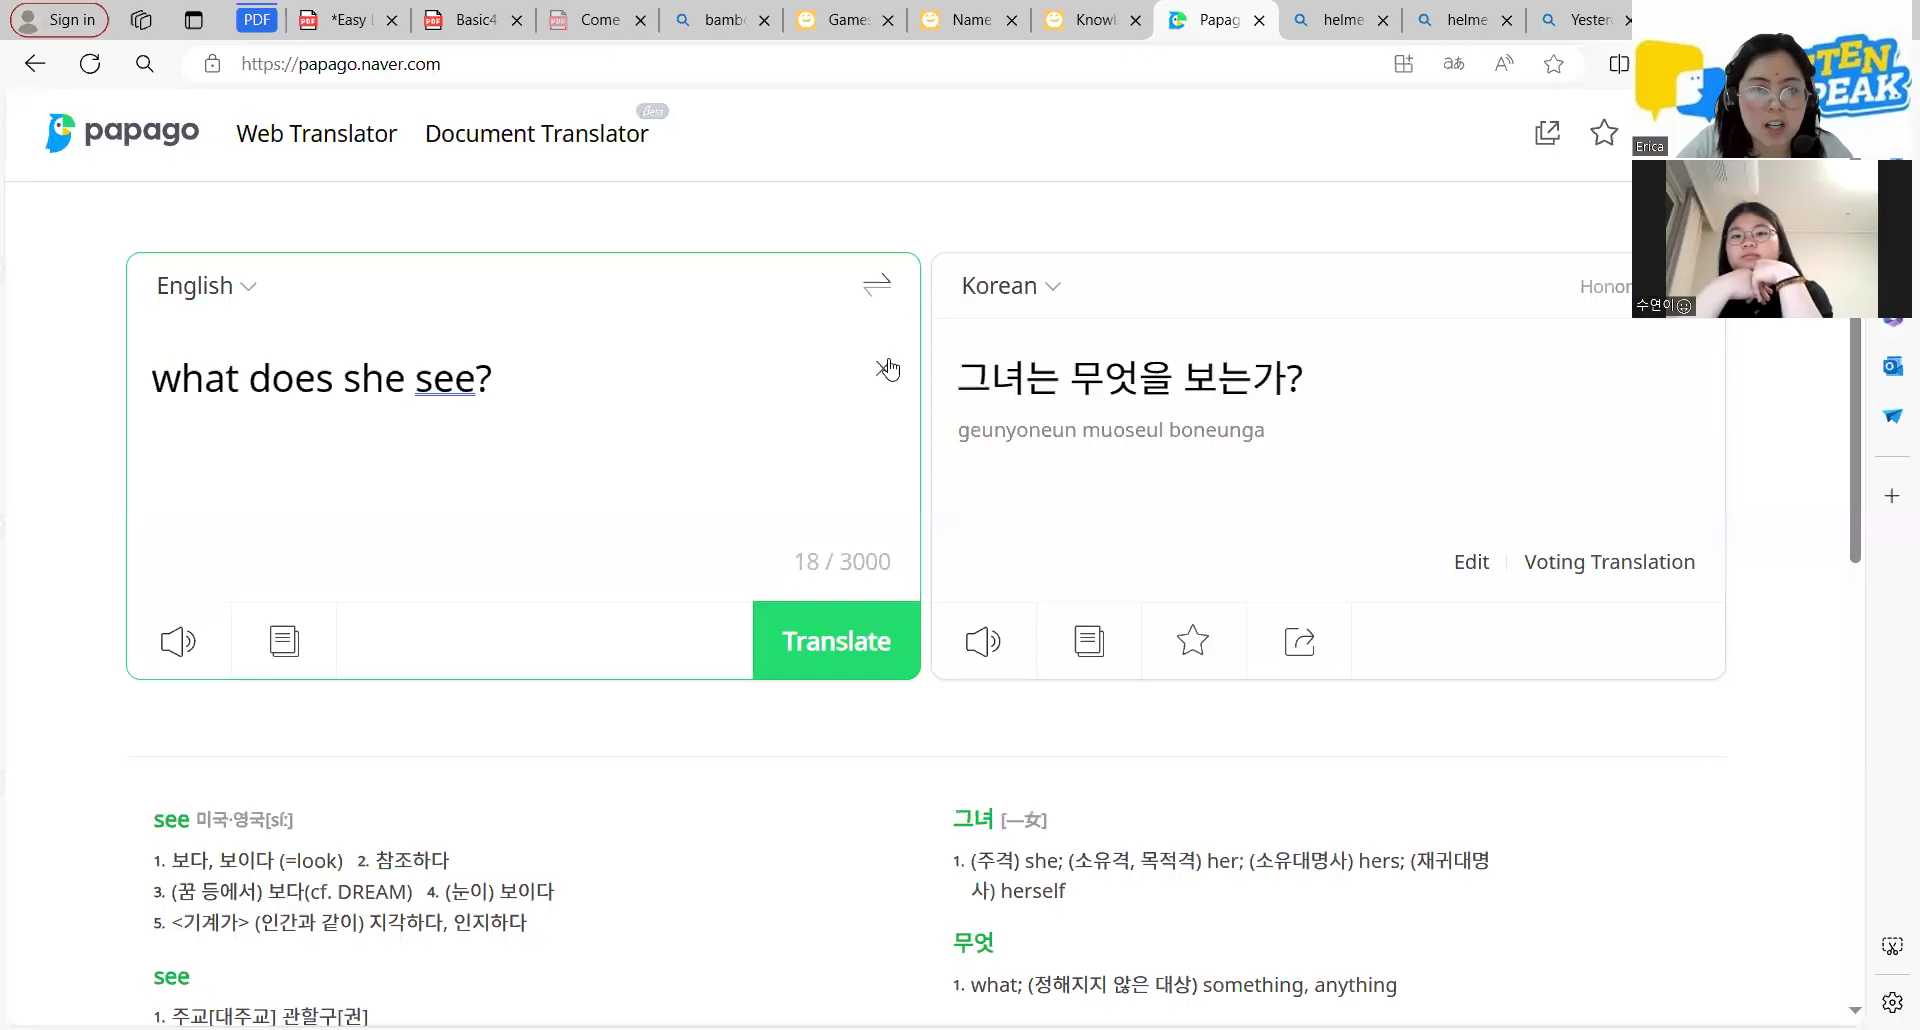 Sign in
PDF
*Easy
Basic4
Come
Game
Name
Knowl
Papag
helme
helme
Yester
https://papago.naver.com
papago
Web Translator
Document Translator
Beta
TEN
PEAK
Erica
수연이
English
Korean
Honor
what does she see?
그녀는 무엇을 보는가?
geunyoneun muoseul boneunga
18 / 3000
Edit
Voting Translation
Translate
see 미국·영국[síː]
1. 보다, 보이다 (=look) 2. 참조하다
3. (꿈 등에서) 보다(cf. DREAM) 4. (눈이) 보이다
5. <기계가> (인간과 같이) 지각하다, 인지하다
see
1. 주교[대주교] 관할구[권]
그녀 [—女]
1. (주격) she; (소유격, 목적격) her; (소유대명사) hers; (재귀대명
사) herself
무엇
1. what; (정해지지 않은 대상) something, anything